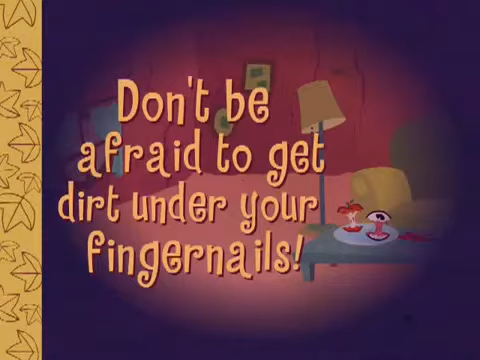 Don't be
afraid to get
dirt under your
fingernails!